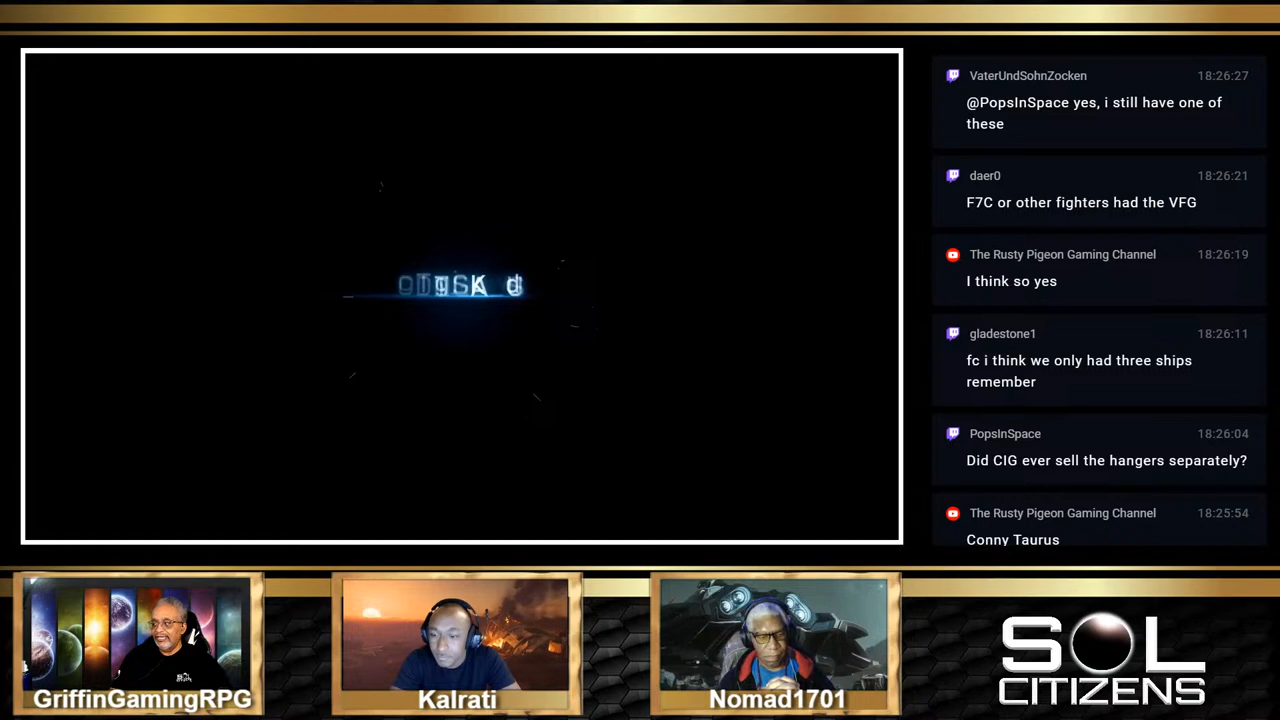 VaterUndSohnZocken 18:26:27
@PopsInSpace yes, i still have one of
these
daer0 18:26:21
F7C or other fighters had the VFG
The Rusty Pigeon Gaming Channel 18:26:19
I think so yes
gladestone1 18:26:11
fc i think we only had three ships
remember
PopsInSpace 18:26:04
Did CIG ever sell the hangers separately?
The Rusty Pigeon Gaming Channel 18:25:54
Conny Taurus
GriffinGamingRPG
Kalrati
Nomad1701
SOL
CITIZENS